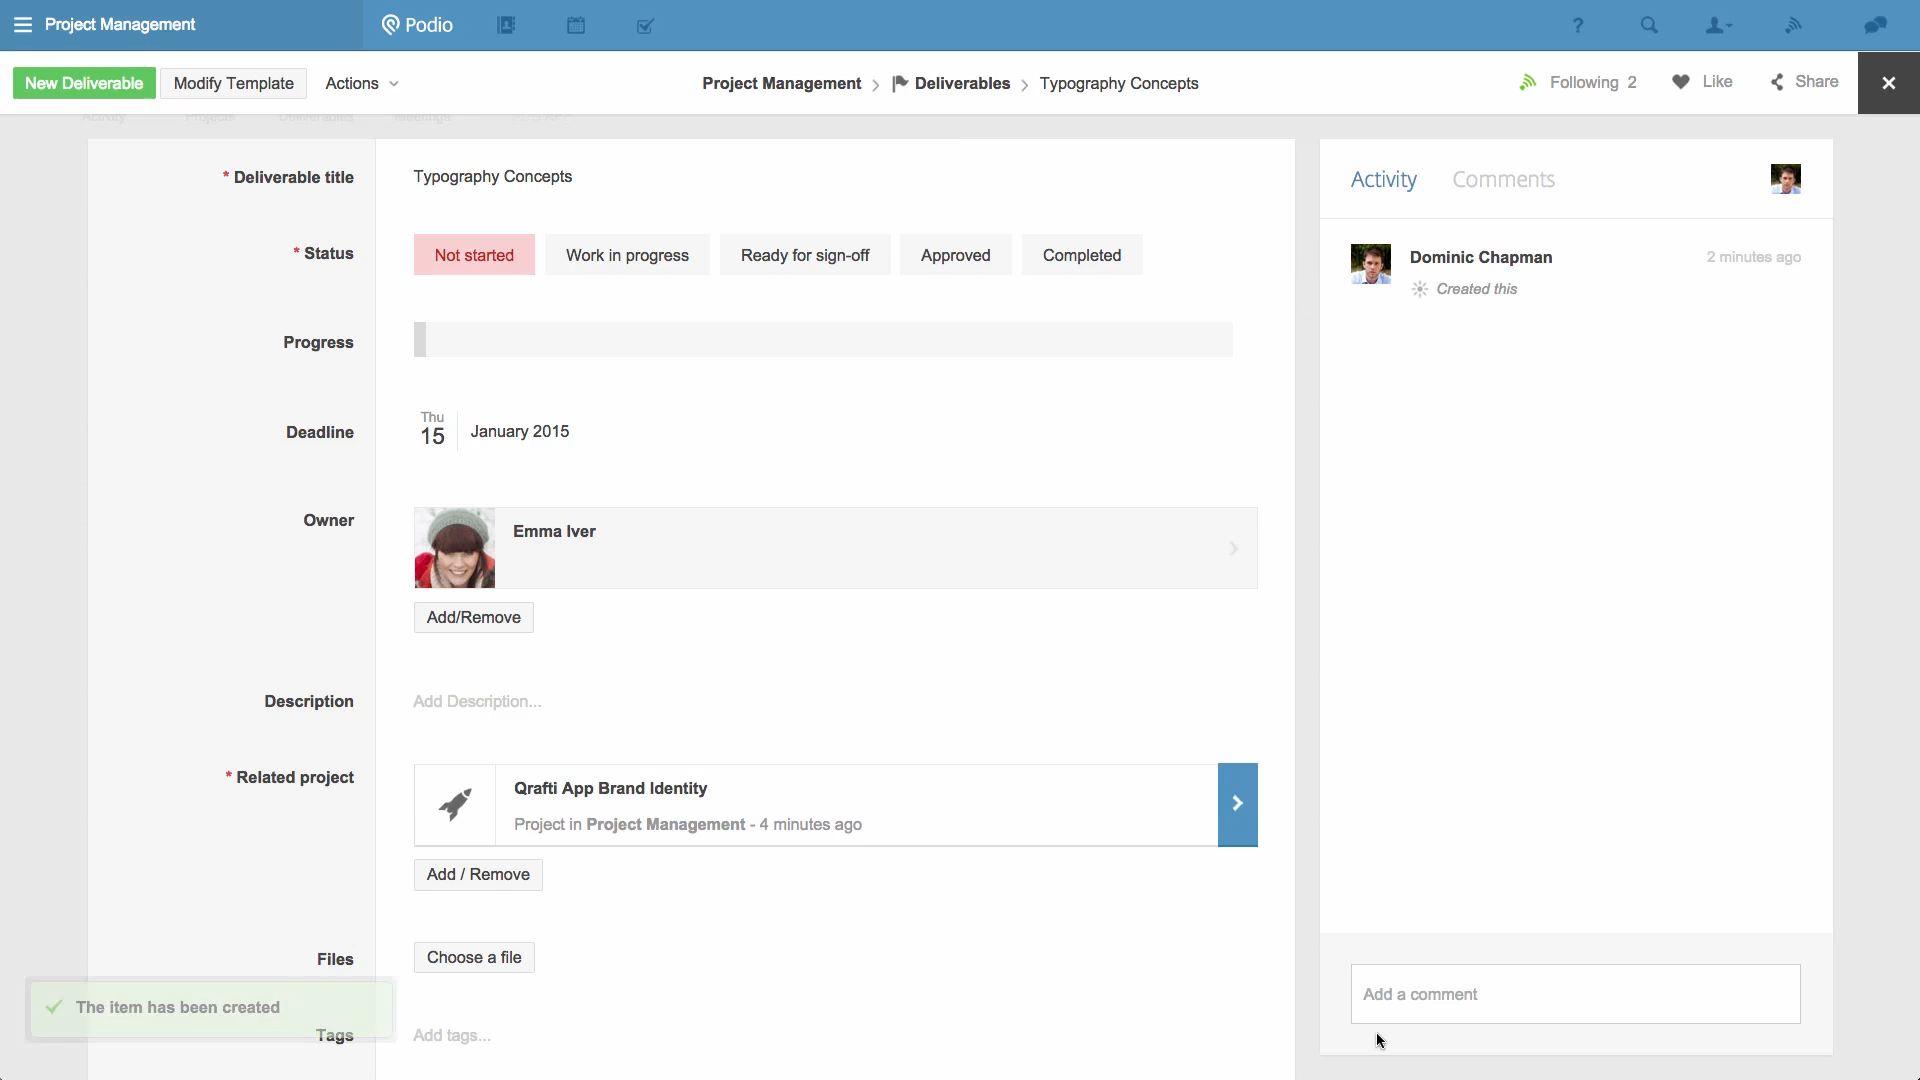 Project Management
Podio
?
New Deliverable
Modify Template
Actions
Project Management > Deliverables > Typography Concepts
Following 2
Like
Share
Activity Projects Deliverables Meetings
* Deliverable title
Typography Concepts
* Status
Not started
Work in progress
Ready for sign-off
Approved
Completed
Progress
Deadline
Thu
15
January 2015
Owner
Emma Iver
Add/Remove
Description
Add Description...
* Related project
Qrafti App Brand Identity
Project in Project Management - 4 minutes ago
Add / Remove
Files
Choose a file
The item has been created
Tags
Add tags...
Activity
Comments
Dominic Chapman
2 minutes ago
Created this
Add a comment